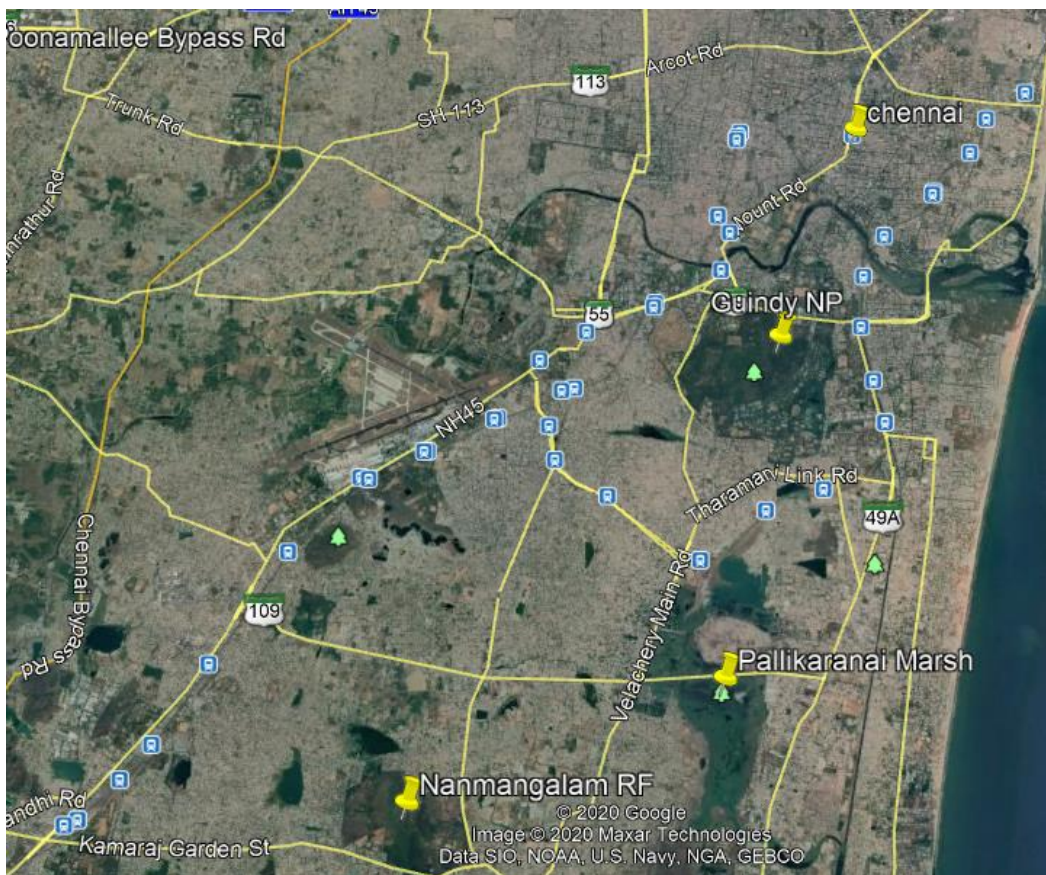 oonamallee Bypass Rd
Arcot Rd
113
SH 113
Trunk Rd
chennai
Mount Rd
Guindy NP
55
NH45
Link Rd
49A
Chennai Bypass
ss Rd
109
Velachery Main Rd
Pallikaranai Marsh
Nanmangalam RF
andhi Rd
Kamaraj Garden St
© 2020 Google
Image © 2020 Maxar Technologies
Data SIO, NOAA, U.S. Navy, NGA, GEBCO